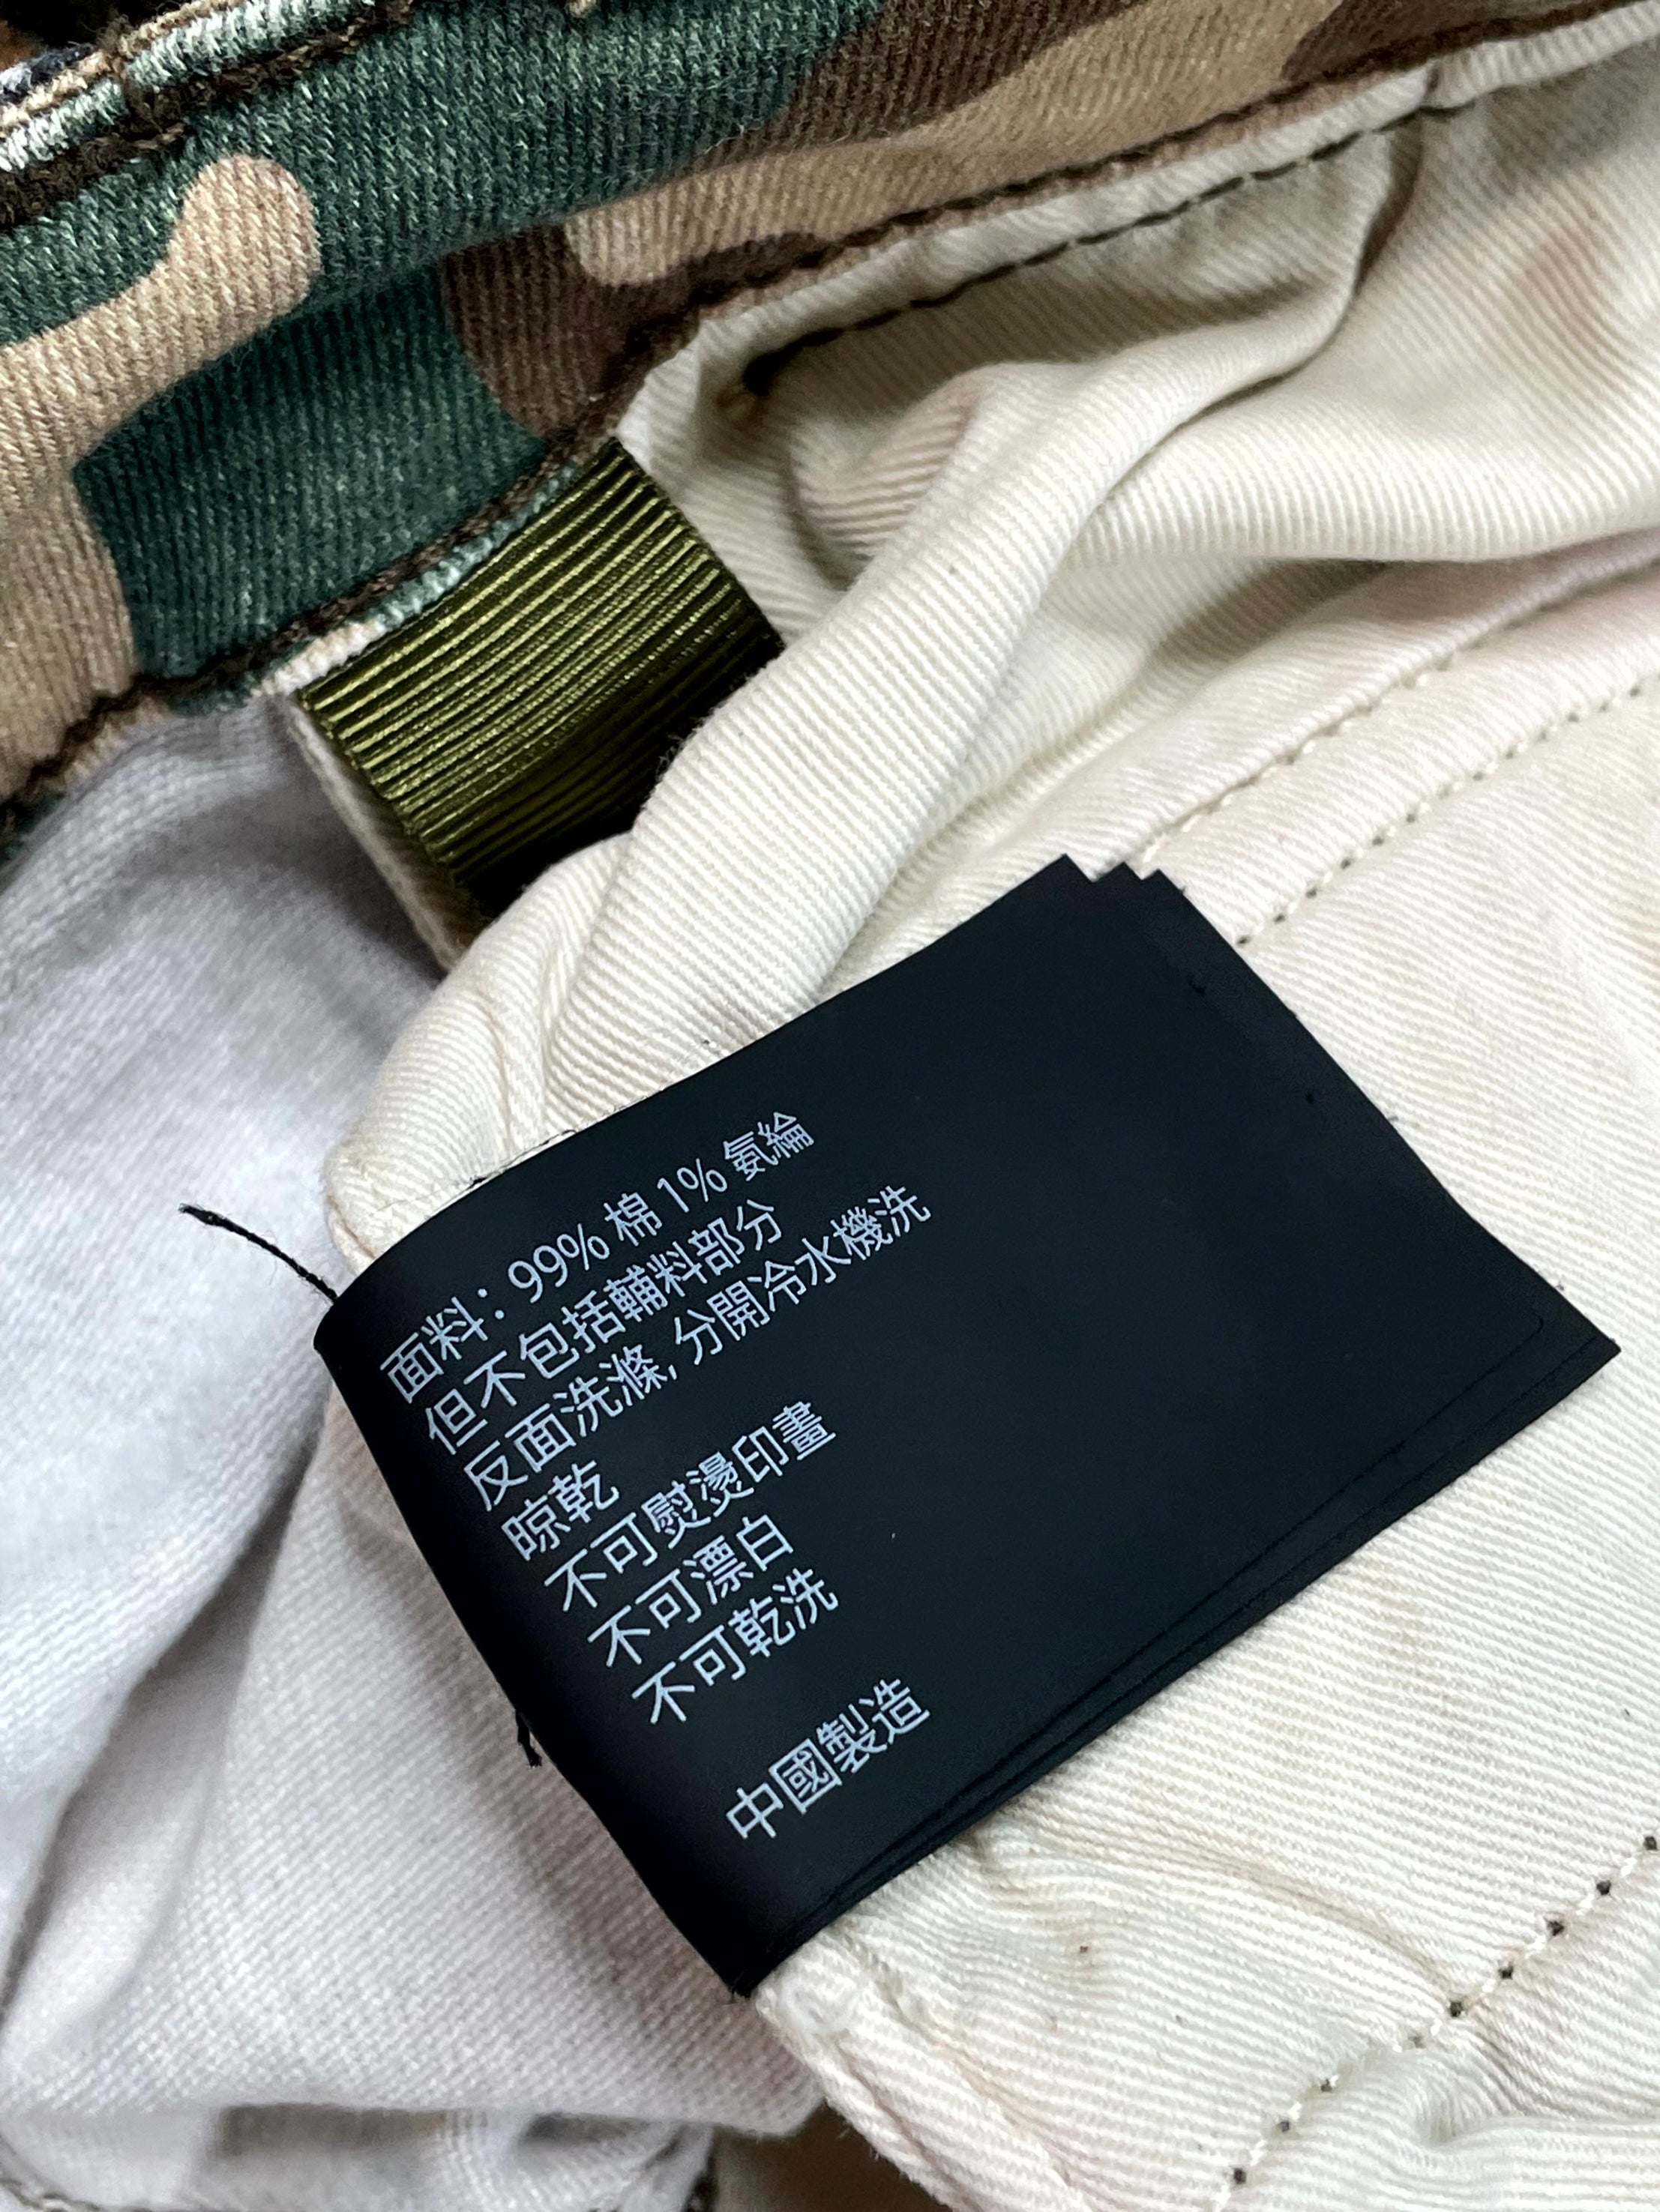 面料：99% 棉 1% 氨綸
但不包括輔料部分
反面洗滌, 分開冷水機洗
晾乾
不可熨燙印畫
不可漂白
不可乾洗
中國製造